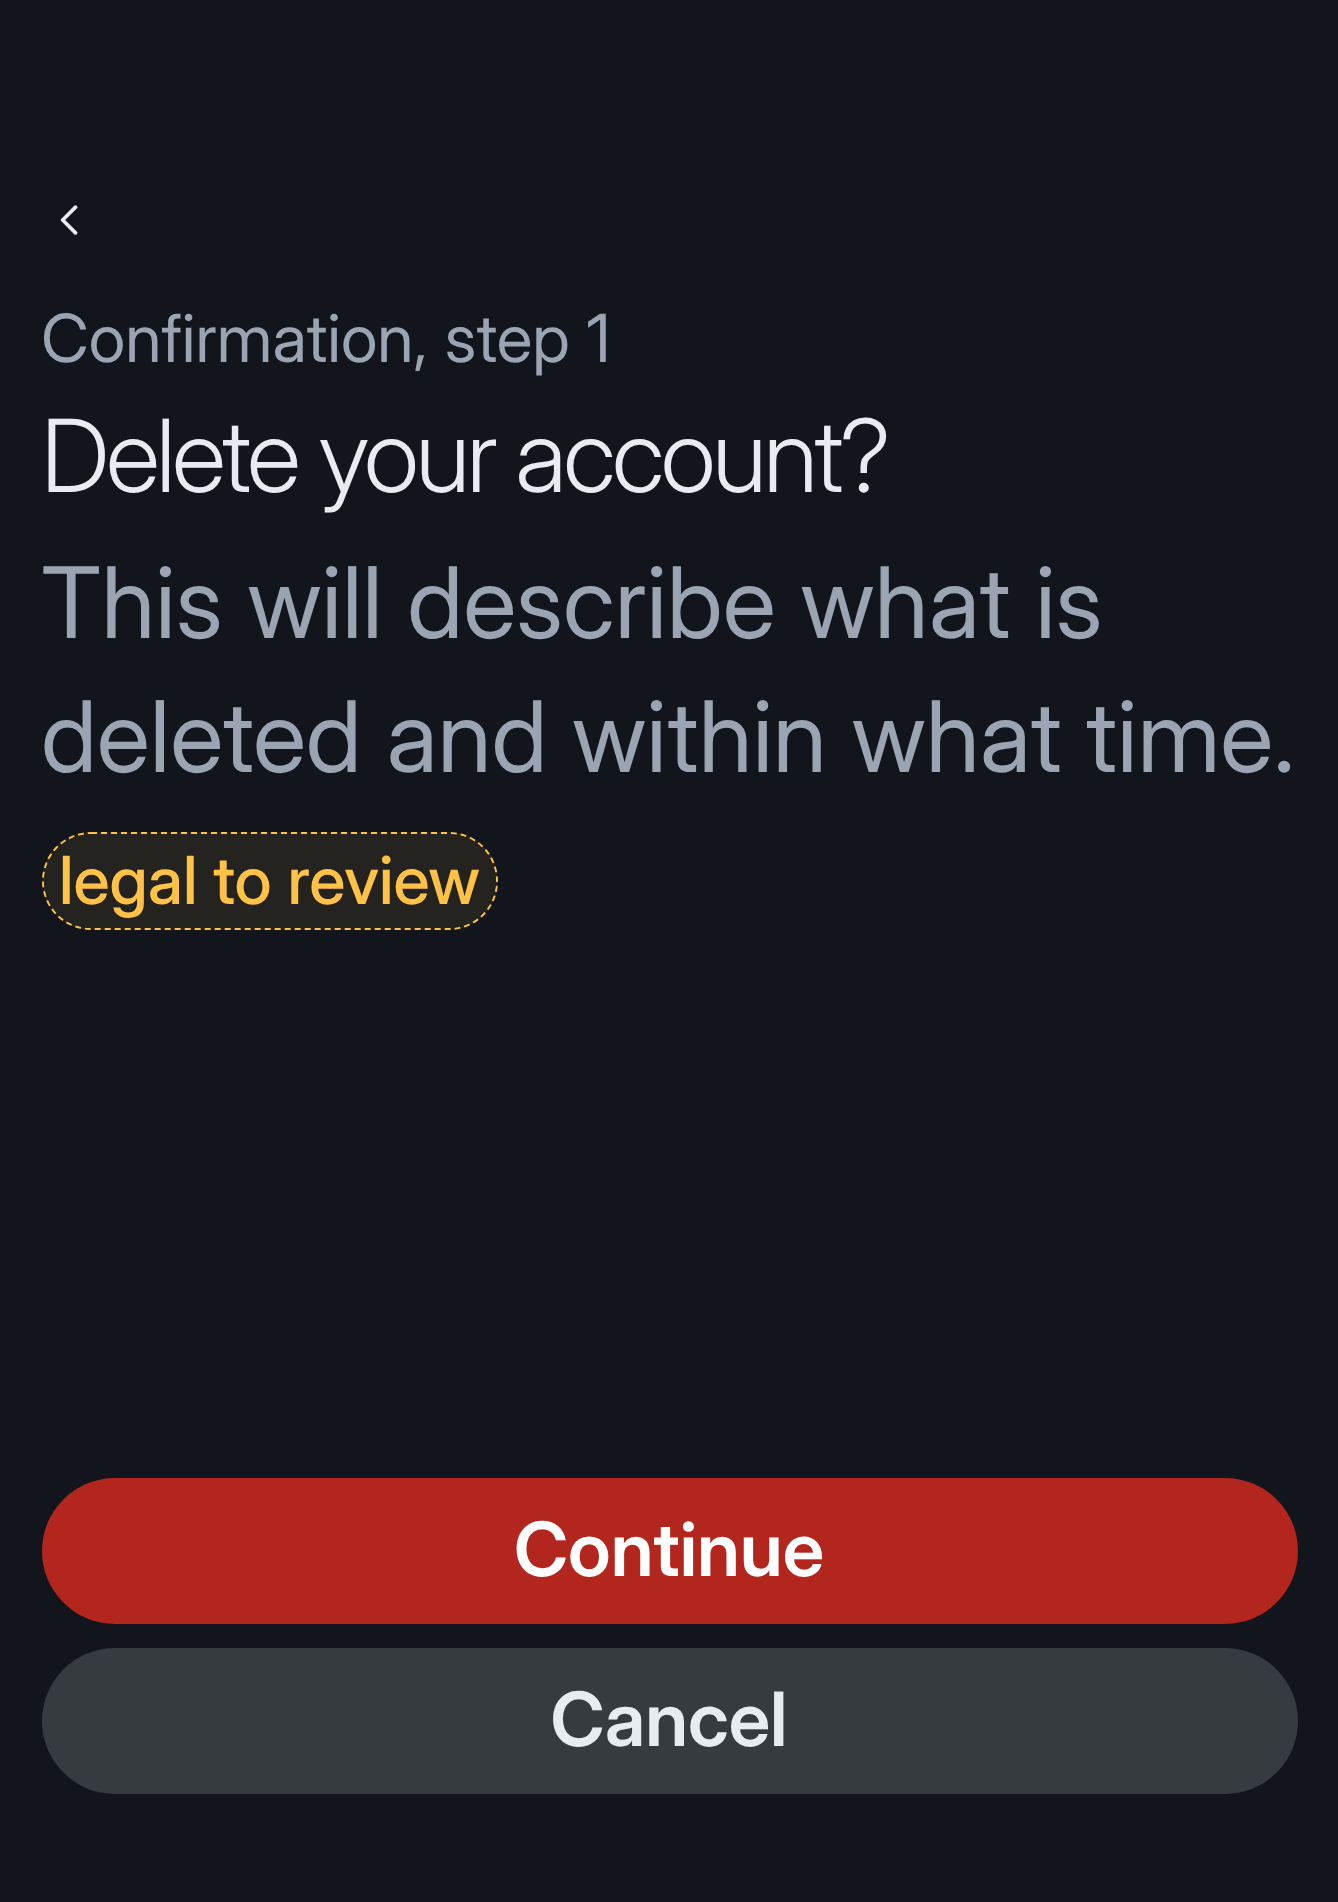 Confirmation, step 1
Delete your account?
This will describe what is
deleted and within what time.
legal to review
Continue
Cancel